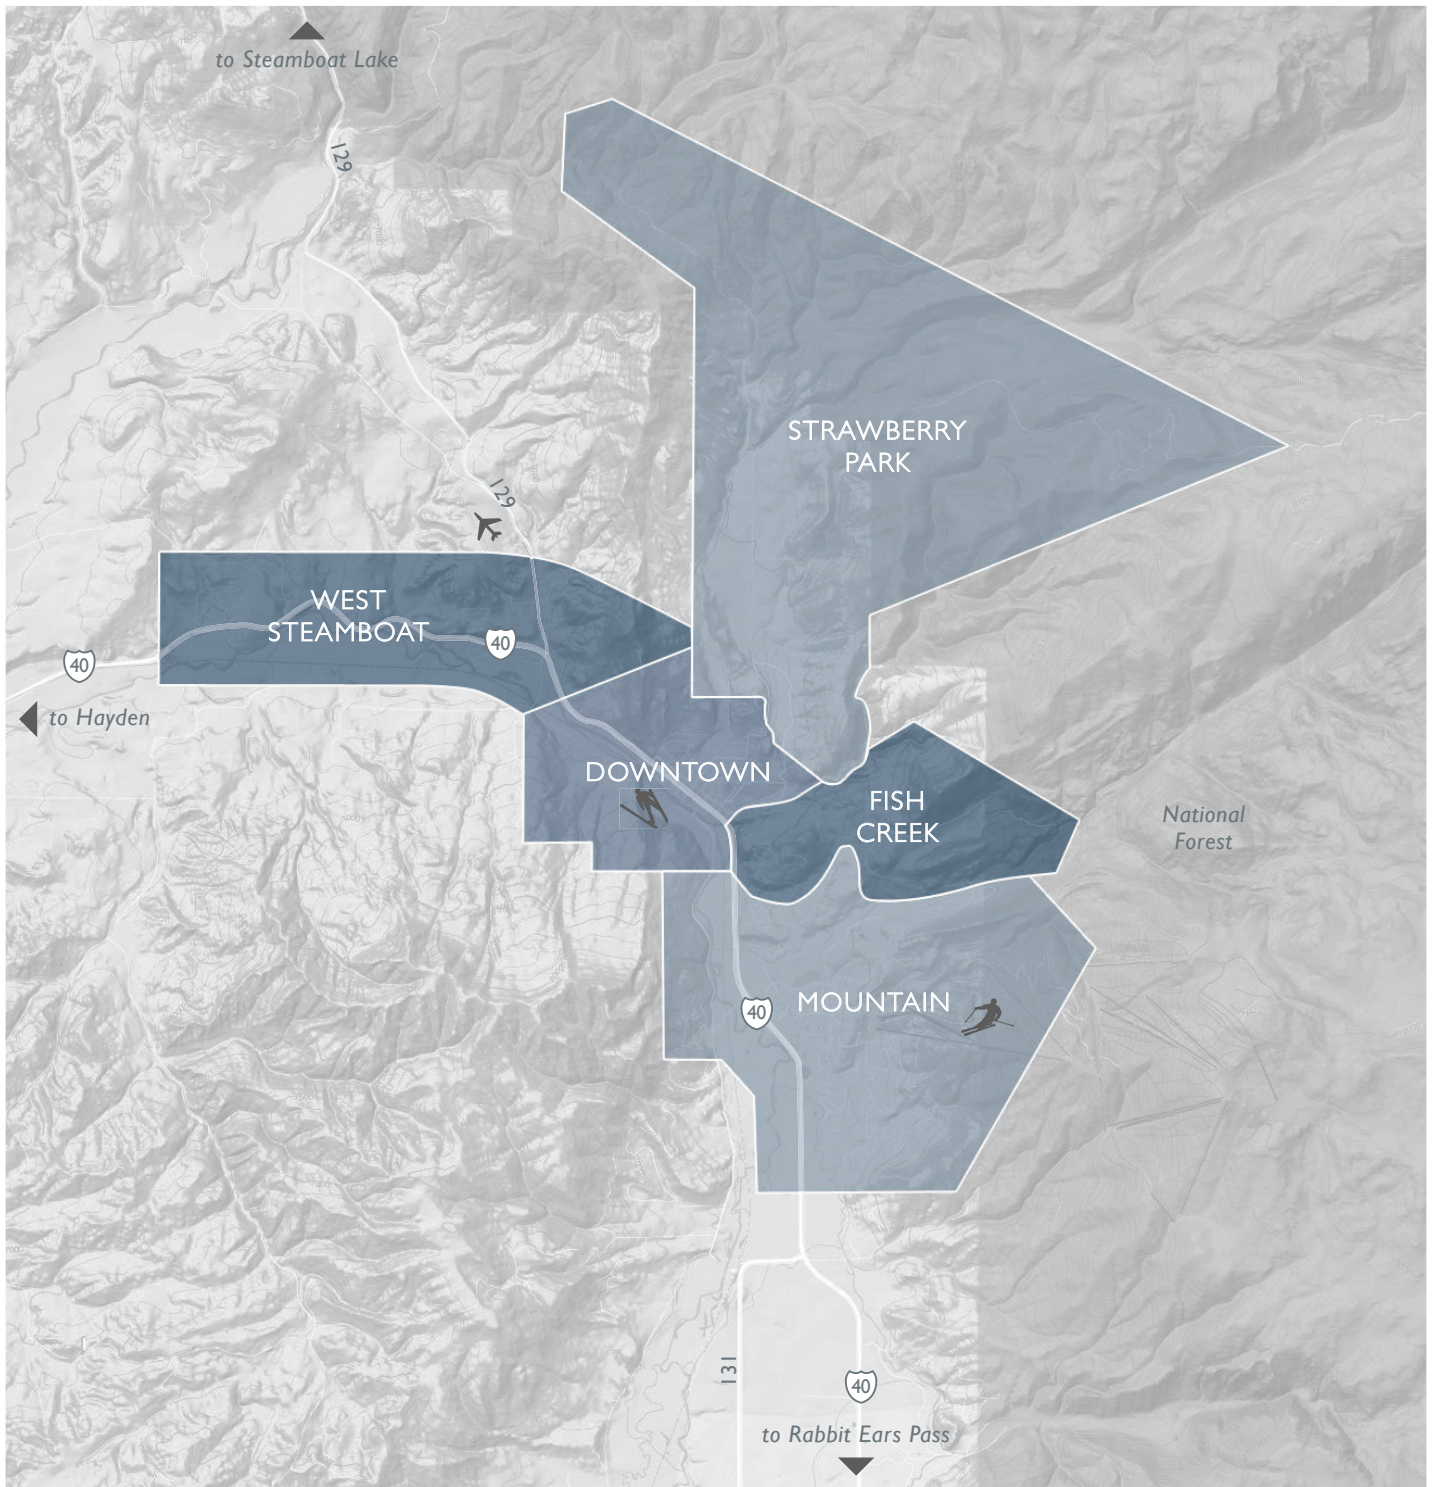 to Steamboat Lake
129
STRAWBERRY
PARK
129
WEST
STEAMBOAT
40
40
to Hayden
DOWNTOWN
FISH
CREEK
National
Forest
MOUNTAIN
40
131
40
to Rabbit Ears Pass